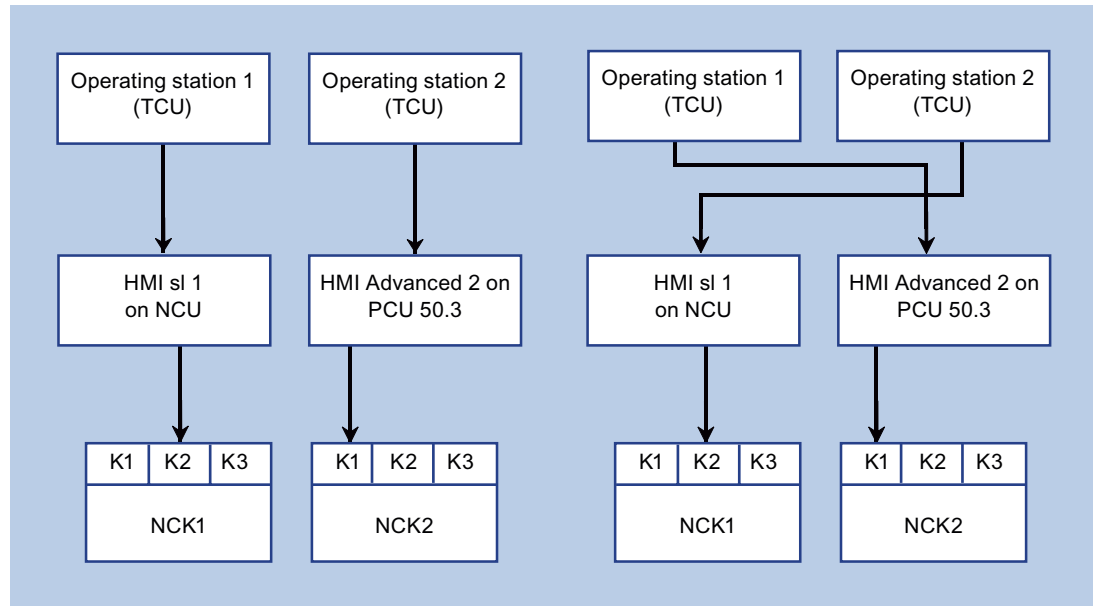 Operating station 1
(TCU)
Operating station 2
(TCU)
Operating station 1
(TCU)
Operating station 2
(TCU)
HMI sl 1
on NCU
HMI Advanced 2 on
PCU 50.3
HMI sl 1
on NCU
HMI Advanced 2 on
PCU 50.3
K1 K2 K3
K1 K2 K3
K1 K2 K3
K1 K2 K3
NCK1
NCK2
NCK1
NCK2